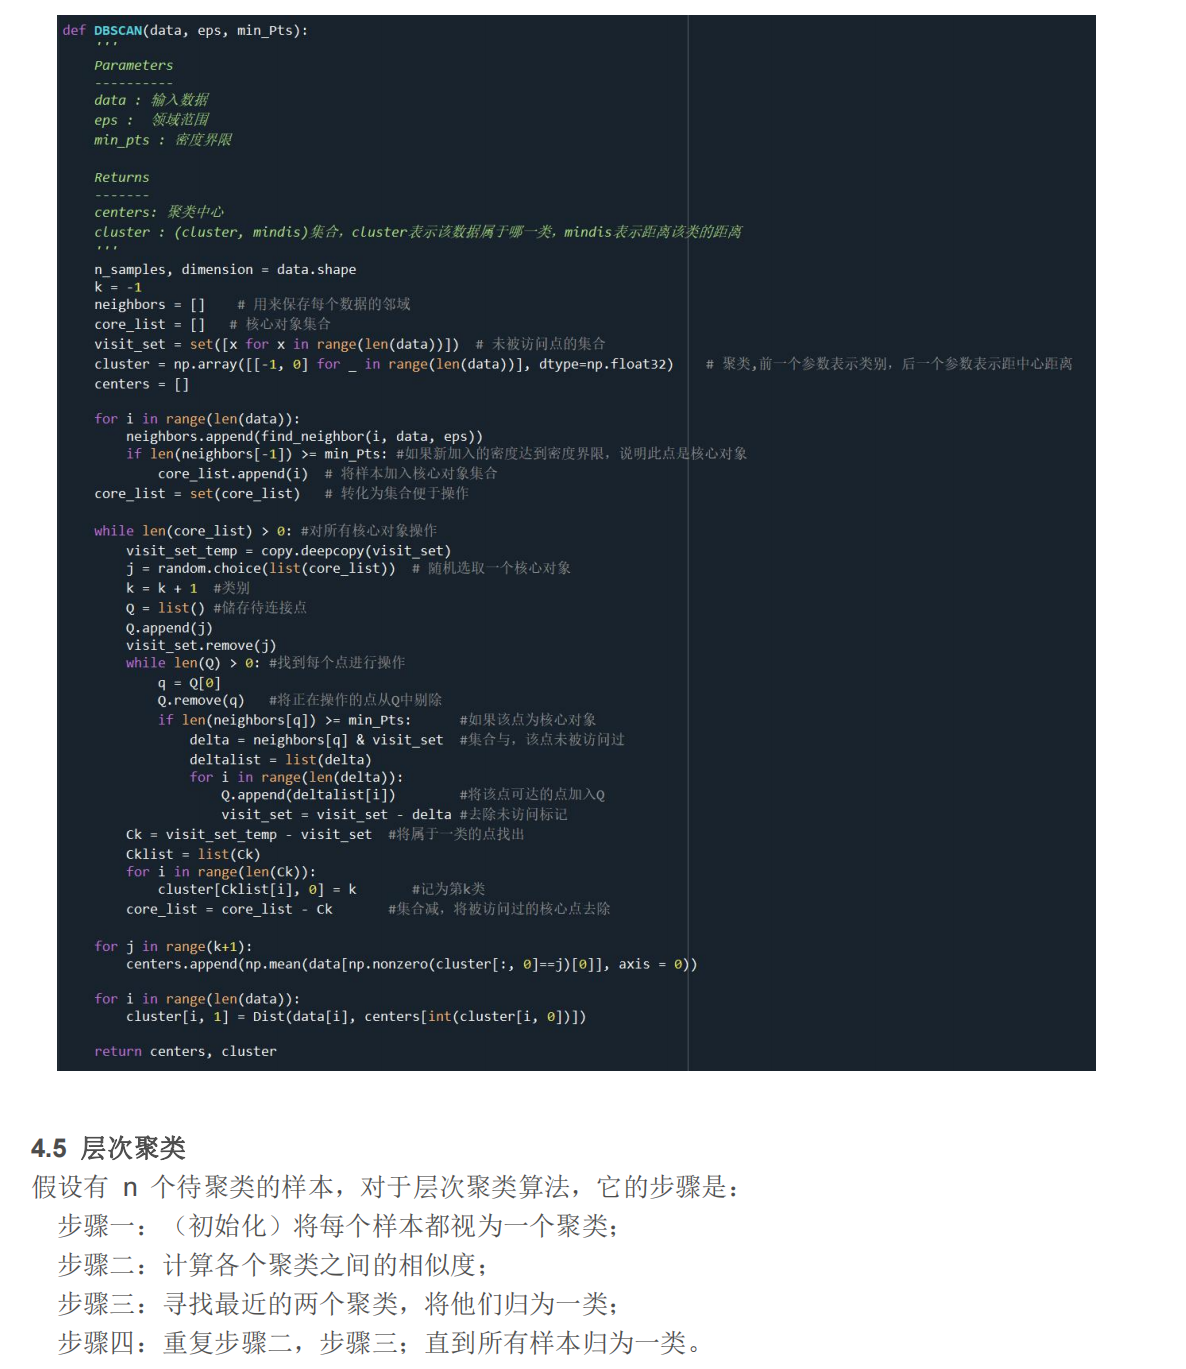 def DBSCAN(data, eps, min_Pts):
    '''
    Parameters
    ----------
    data : 输入数据
    eps :  领域范围
    min_pts : 密度界限

    Returns
    -------
    centers: 聚类中心
    cluster : (cluster, mindis)集合，cluster表示该数据属于哪一类，mindis表示距离该类的距离
    '''
    n_samples, dimension = data.shape
    k = -1
    neighbors = []    # 用来保存每个数据的邻域
    core_list = []   # 核心对象集合
    visit_set = set([x for x in range(len(data))])  # 未被访问点的集合
    cluster = np.array([[-1, 0] for _ in range(len(data))], dtype=np.float32)    # 聚类,前一个参数表示类别，后一个参数表示距中心距离
    centers = []

    for i in range(len(data)):
        neighbors.append(find_neighbor(i, data, eps))
        if len(neighbors[-1]) >= min_Pts: #如果新加入的密度达到密度界限，说明此点是核心对象
            core_list.append(i)  # 将样本加入核心对象集合
    core_list = set(core_list)   # 转化为集合便于操作

    while len(core_list) > 0: #对所有核心对象操作
        visit_set_temp = copy.deepcopy(visit_set)
        j = random.choice(list(core_list))  # 随机选取一个核心对象
        k = k + 1  #类别
        Q = list() #储存待连接点
        Q.append(j)
        visit_set.remove(j)
        while len(Q) > 0: #找到每个点进行操作
            q = Q[0]
            Q.remove(q)   #将正在操作的点从Q中剔除
            if len(neighbors[q]) >= min_Pts:      #如果该点为核心对象
                delta = neighbors[q] & visit_set  #集合与，该点未被访问过
                deltalist = list(delta)
                for i in range(len(delta)):
                    Q.append(deltalist[i])        #将该点可达的点加入Q
                    visit_set = visit_set - delta #去除未访问标记
        Ck = visit_set_temp - visit_set  #将属于一类的点找出
        Cklist = list(Ck)
        for i in range(len(Ck)):
            cluster[Cklist[i], 0] = k       #记为第k类
        core_list = core_list - Ck       #集合减，将被访问过的核心点去除

    for j in range(k+1):
        centers.append(np.mean(data[np.nonzero(cluster[:, 0]==j)[0]], axis = 0))

    for i in range(len(data)):
        cluster[i, 1] = Dist(data[i], centers[int(cluster[i, 0])])

    return centers, cluster

4.5 层次聚类
假设有 n 个待聚类的样本，对于层次聚类算法，它的步骤是：
步骤一：（初始化）将每个样本都视为一个聚类；
步骤二：计算各个聚类之间的相似度；
步骤三：寻找最近的两个聚类，将他们归为一类；
步骤四：重复步骤二，步骤三；直到所有样本归为一类。